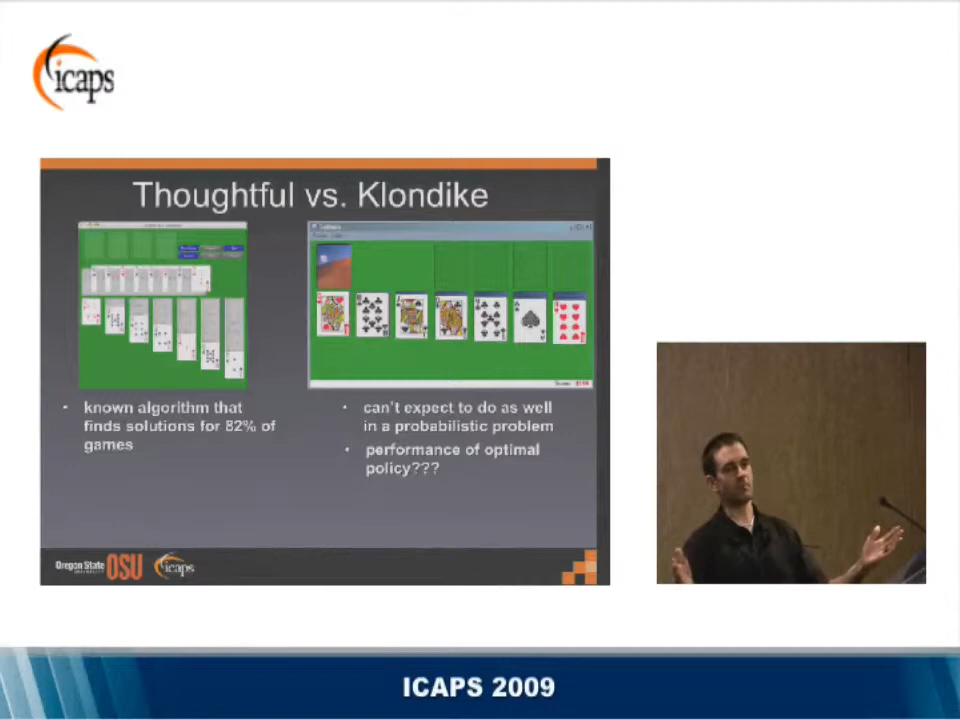 icaps
Thoughtful vs. Klondike
• known algorithm that
finds solutions for 82% of
games
• can't expect to do as well
in a probabilistic problem
• performance of optimal
policy???
Oregon State
OSU
icaps
ICAPS 2009